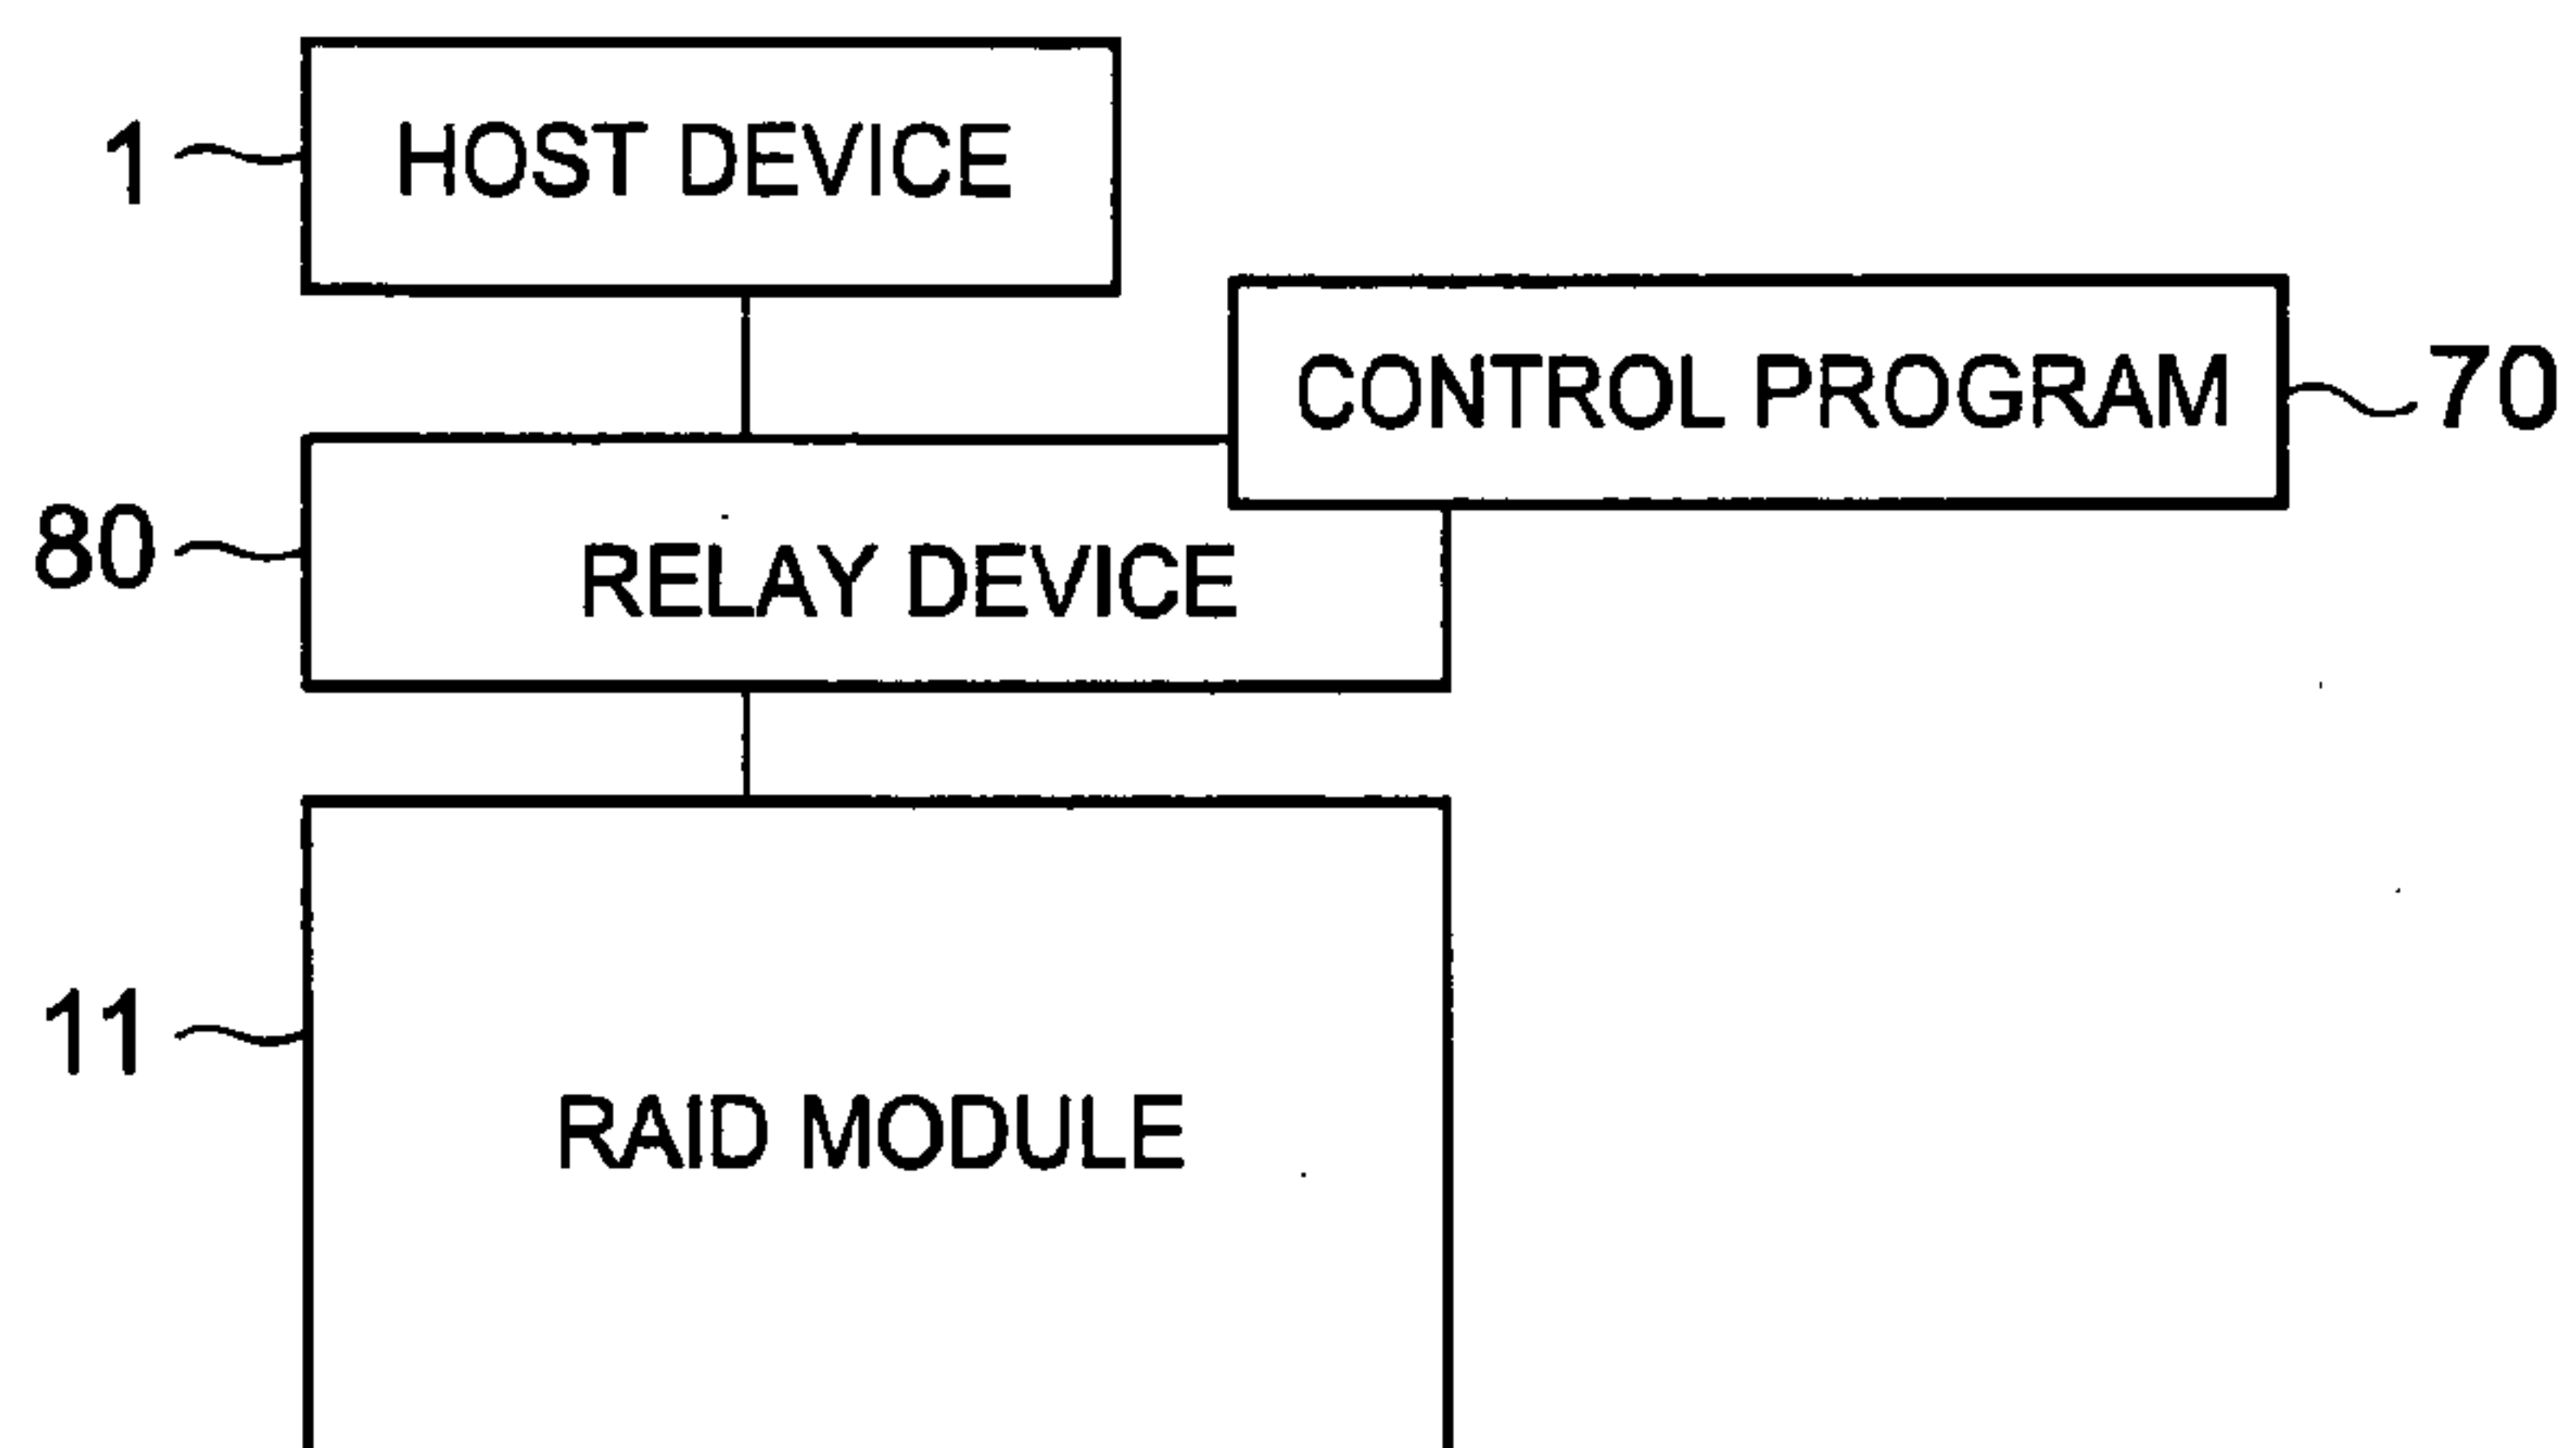 1
HOST DEVICE
CONTROL PROGRAM
70
80
RELAY DEVICE
11
RAID MODULE